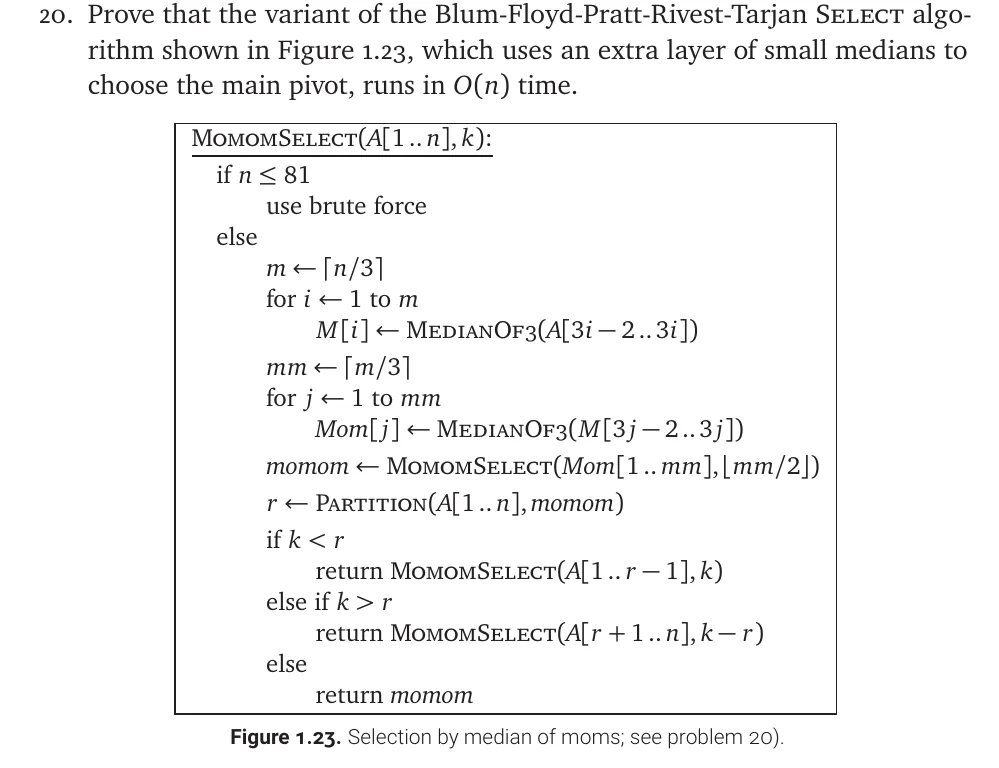 20. Prove that the variant of the Blum-Floyd-Pratt-Rivest-Tarjan SELECT algo-
rithm shown in Figure 1.23, which uses an extra layer of small medians to
choose the main pivot, runs in O(n) time.
MOMOMSELECT(A[1..n],k):
if n ≤ 81
use brute force
else
m ← ⌈n/3⌉
for i ← 1 to m
M[i] ← MEDIANOF3(A[3i−2..3i])
mm ← ⌈m/3⌉
for j ← 1 to mm
Mom[j] ← MEDIANOF3(M[3j−2..3j])
momom ← MOMOMSELECT(Mom[1..mm],⌊mm/2⌋)
r ← PARTITION(A[1..n],momom)
if k < r
return MOMOMSELECT(A[1..r−1],k)
else if k > r
return MOMOMSELECT(A[r+1..n],k−r)
else
return momom
Figure 1.23. Selection by median of moms; see problem 20).